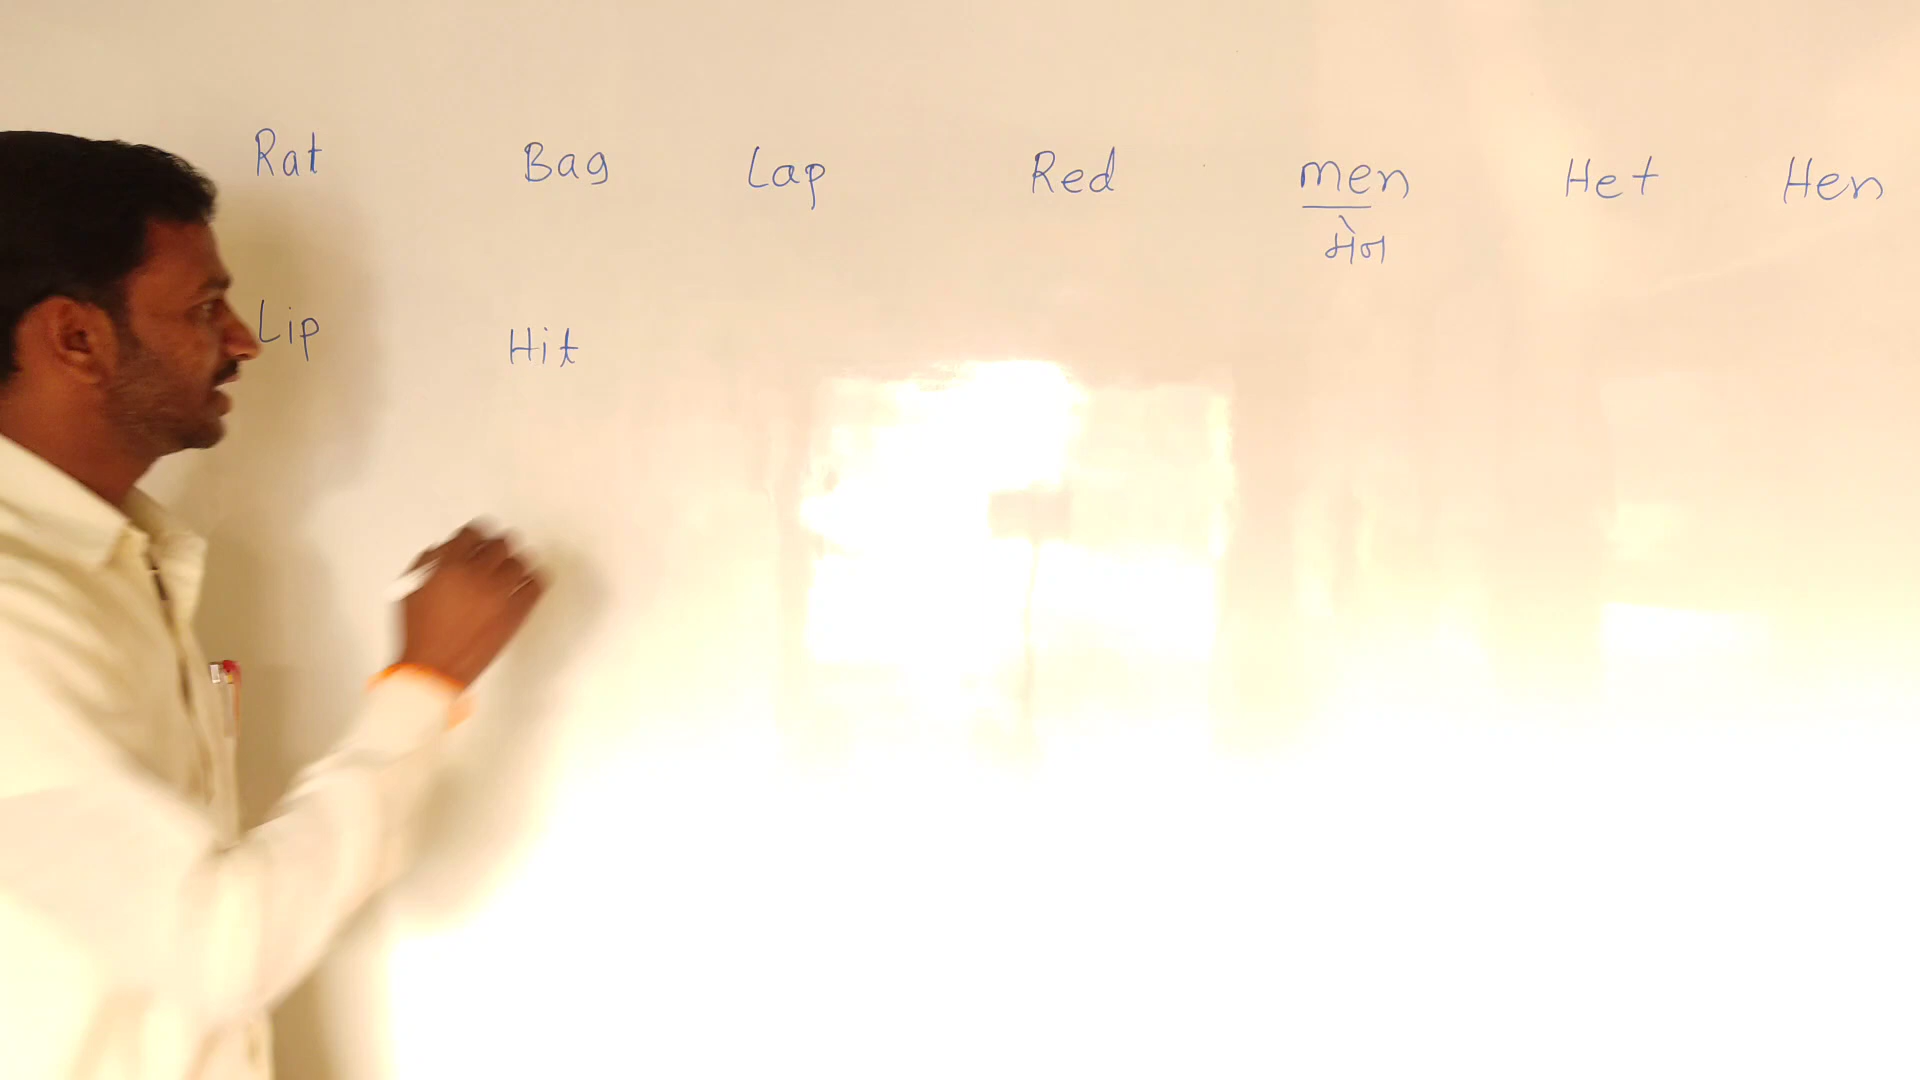 Rat Bag Lap Red men Het Hen
મેન
Lip Hit